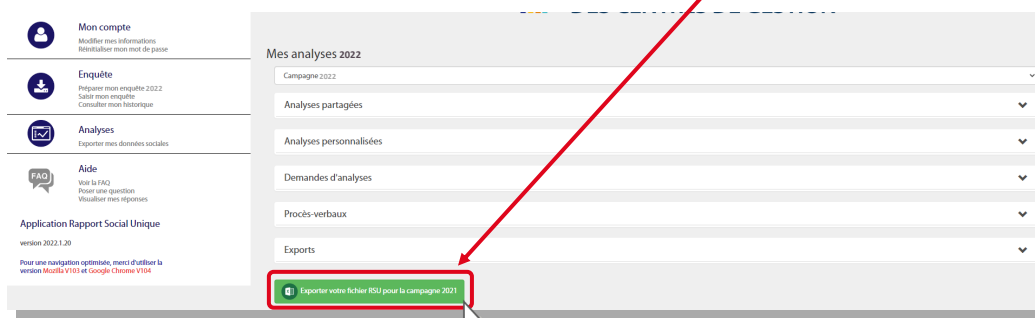 DES CENTRES DE GESTION
Mon compte
Modifier mes informations
Réinitialiser mon mot de passe
Enquête
Préparer mon enquête 2022
Saisir mon enquête
Consulter mon historique
Analyses
Exporter mes données sociales
FAQ
Aide
Voir la FAQ
Poser une question
Visualiser mes réponses
Application Rapport Social Unique
version 2022.1.20
Pour une navigation optimisée, merci d'utiliser la
version Mozilla V103 et Google Chrome V104
Mes analyses 2022
Campagne 2022
Analyses partagées
Analyses personnalisées
Demandes d'analyses
Procès-verbaux
Exports
Exporter votre fichier RSU pour la campagne 2021